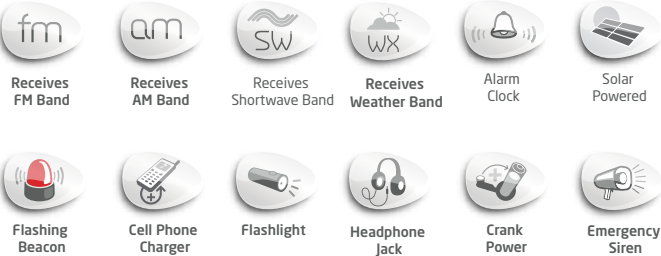 fm
am
SW
WX
Receives
FM Band
Receives
AM Band
Receives
Shortwave Band
Receives
Weather Band
Alarm
Clock
Solar
Powered
Flashing
Beacon
Cell Phone
Charger
Flashlight
Headphone
Jack
Crank
Power
Emergency
Siren